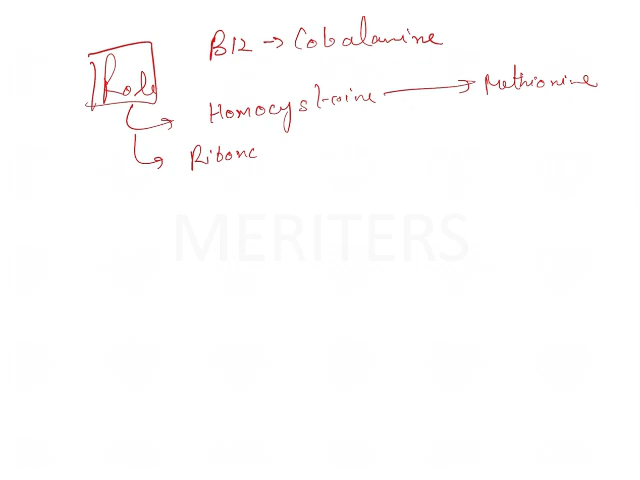 B12 → Cobalamine
Role
Homocysteine → Methionine
Ribonc
MERITERS